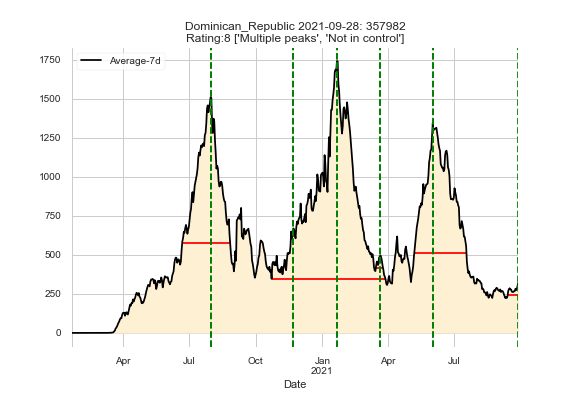 Dominican_Republic 2021-09-28: 357982
Rating:8 ['Multiple peaks', 'Not in control']
Average-7d
1750
1500
1250
1000
750
500
250
0
Apr
Jul
Oct
Jan
2021
Apr
Jul
Date